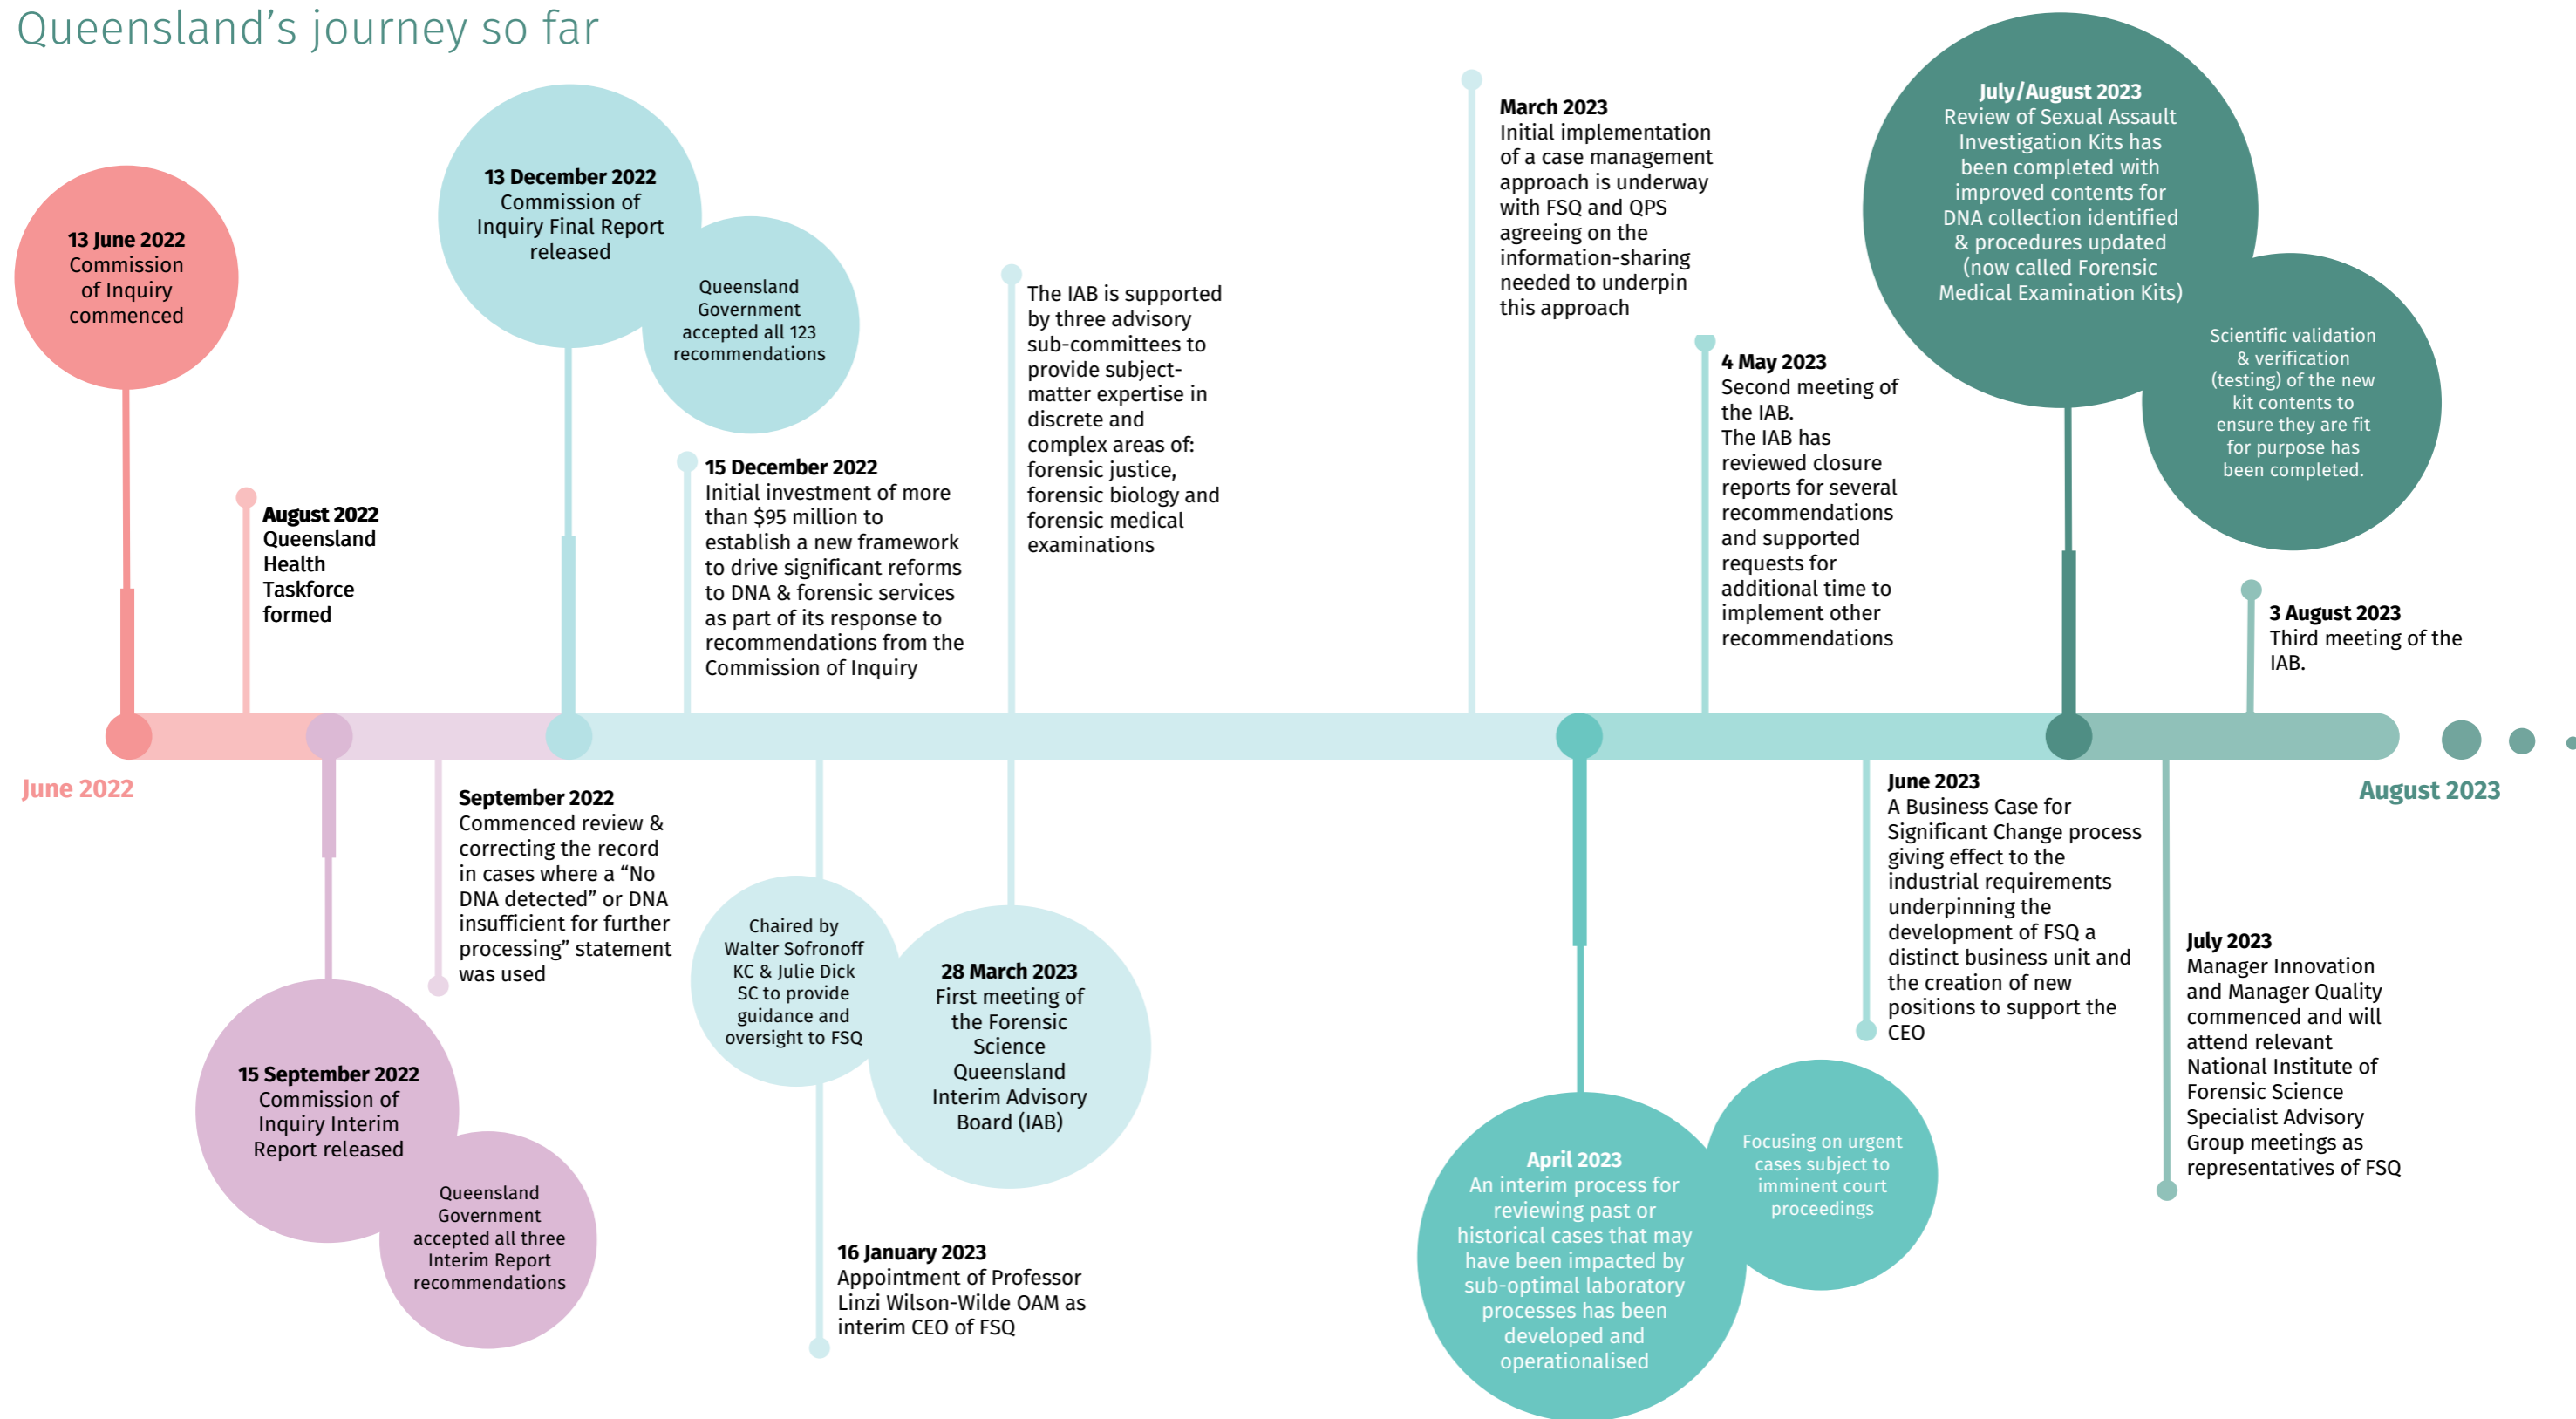 Queensland's journey so far
13 June 2022
Commission
of Inquiry
commenced
August 2022
Queensland
Health
Taskforce
formed
15 September 2022
Commission of
Inquiry Interim
Report released
Queensland
Government
accepted all three
Interim Report
recommendations
September 2022
Commenced review &
correcting the record
in cases where a “No
DNA detected” or DNA
insufficient for further
processing” statement
was used
13 December 2022
Commission of
Inquiry Final Report
released
Queensland
Government
accepted all 123
recommendations
15 December 2022
Initial investment of more
than $95 million to
establish a new framework
to drive significant reforms
to DNA & forensic services
as part of its response to
recommendations from the
Commission of Inquiry
16 January 2023
Appointment of Professor
Linzi Wilson-Wilde OAM as
interim CEO of FSQ
Chaired by
Walter Sofronoff
KC & Julie Dick
SC to provide
guidance and
oversight to FSQ
28 March 2023
First meeting of
the Forensic
Science
Queensland
Interim Advisory
Board (IAB)
The IAB is supported
by three advisory
sub-committees to
provide subject-
matter expertise in
discrete and
complex areas of:
forensic justice,
forensic biology and
forensic medical
examinations
March 2023
Initial implementation
of a case management
approach is underway
with FSQ and QPS
agreeing on the
information-sharing
needed to underpin
this approach
April 2023
An interim process for
reviewing past or
historical cases that may
have been impacted by
sub-optimal laboratory
processes has been
developed and
operationalised
Focusing on urgent
cases subject to
imminent court
proceedings
4 May 2023
Second meeting of
the IAB.
The IAB has
reviewed closure
reports for several
recommendations
and supported
requests for
additional time to
implement other
recommendations
June 2023
A Business Case for
Significant Change process
giving effect to the
industrial requirements
underpinning the
development of FSQ a
distinct business unit and
the creation of new
positions to support the
CEO
July/August 2023
Review of Sexual Assault
Investigation Kits has
been completed with
improved contents for
DNA collection identified
& procedures updated
(now called Forensic
Medical Examination Kits)
Scientific validation
& verification
(testing) of the new
kit contents to
ensure they are fit
for purpose has
been completed.
July 2023
Manager Innovation
and Manager Quality
commenced and will
attend relevant
National Institute of
Forensic Science
Specialist Advisory
Group meetings as
representatives of FSQ
3 August 2023
Third meeting of the
IAB.
June 2022
August 2023